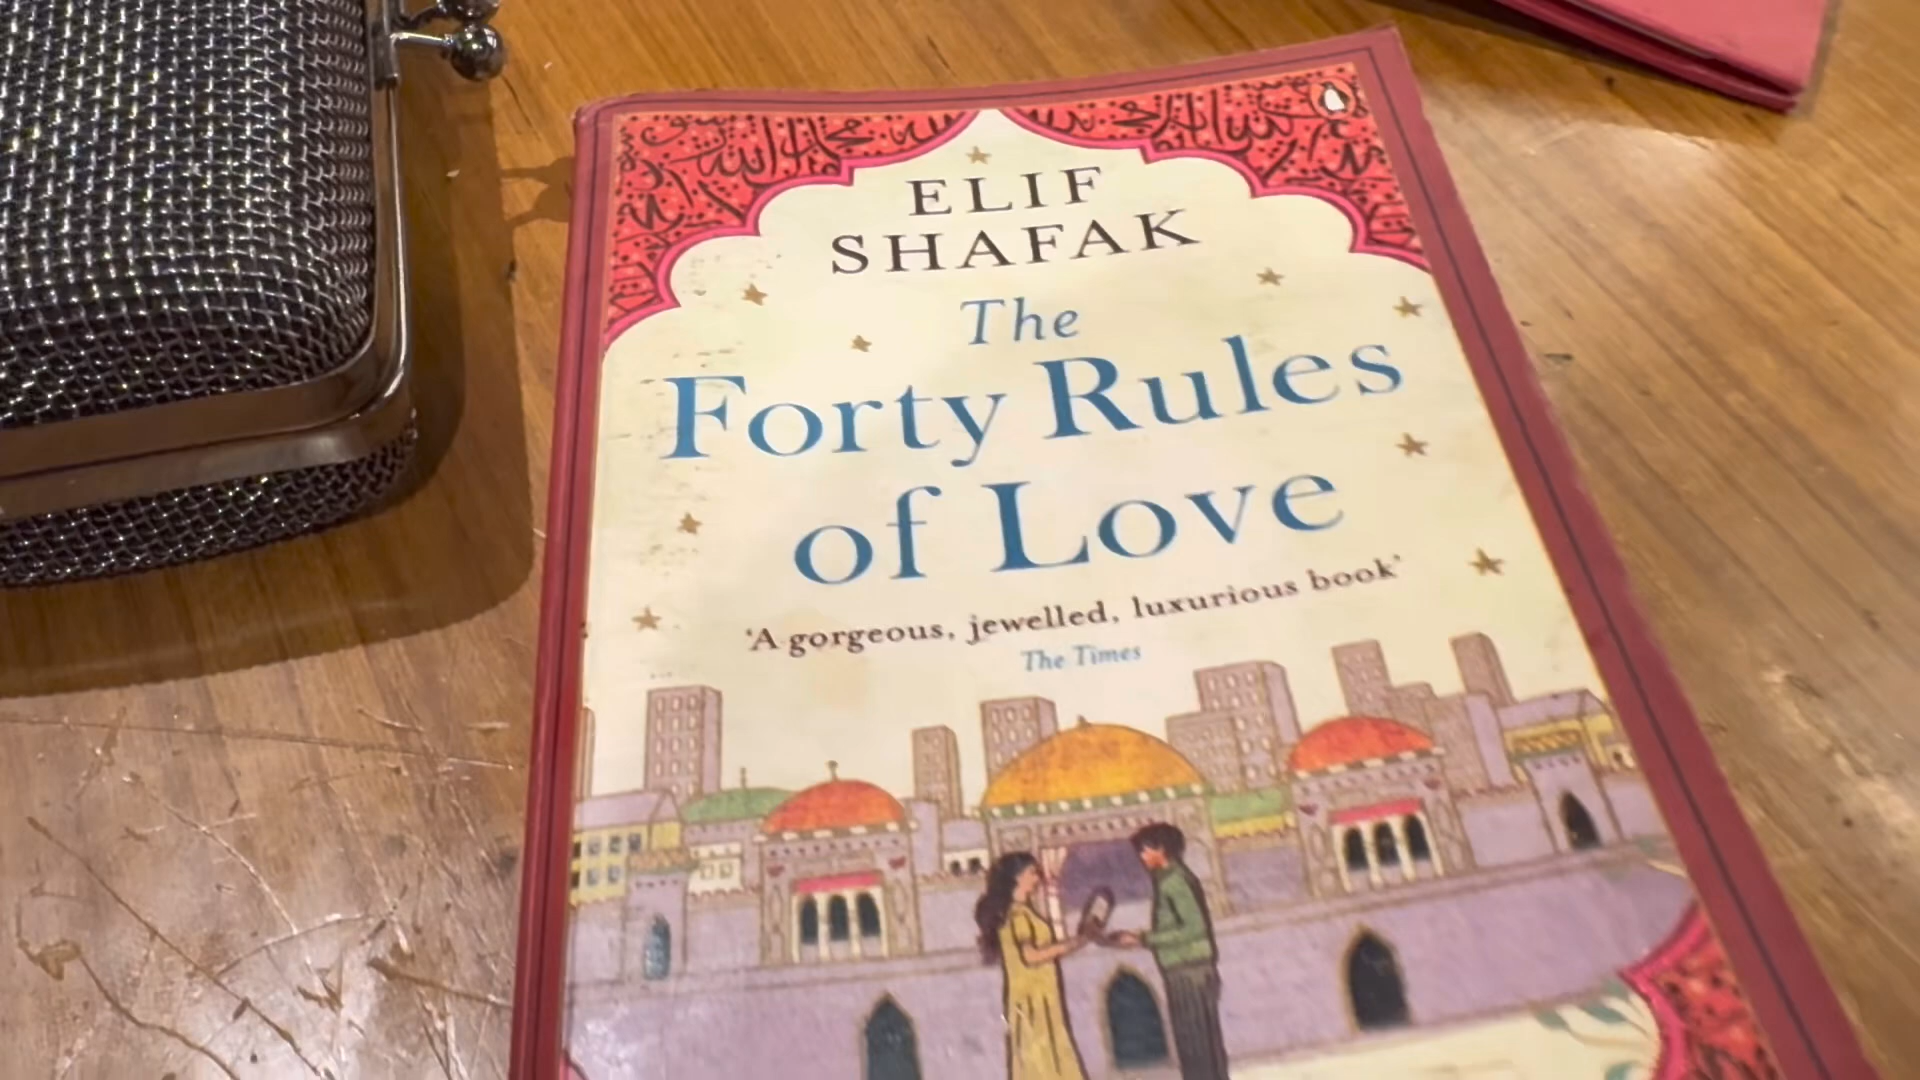 ELIF
SHAFAK
The
Forty Rules
of Love
‘A gorgeous, jewelled, luxurious book’
The Times